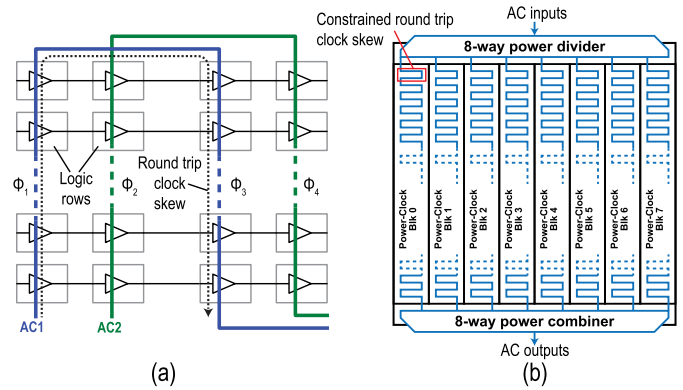 Logic
rows
Round trip
clock
skew
Φ1
Φ2
Φ3
Φ4
AC1
AC2
(a)
Constrained round trip
clock skew
AC inputs
8-way power divider
Power-Clock
Blk 0
Power-Clock
Blk 1
Power-Clock
Blk 2
Power-Clock
Blk 3
Power-Clock
Blk 4
Power-Clock
Blk 5
Power-Clock
Blk 6
Power-Clock
Blk 7
8-way power combiner
AC outputs
(b)